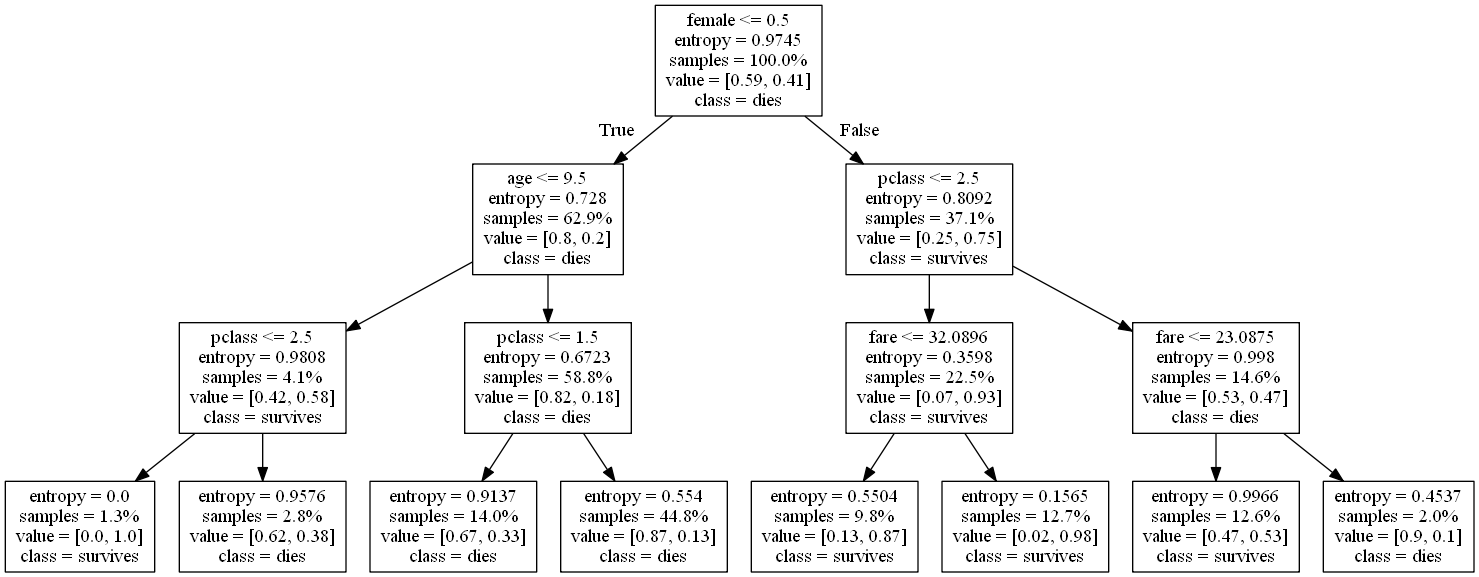 female <= 0.5
entropy = 0.9745
samples = 100.0%
value = [0.59, 0.41]
class = dies
True
False
age <= 9.5
entropy = 0.728
samples = 62.9%
value = [0.8, 0.2]
class = dies
pclass <= 2.5
entropy = 0.8092
samples = 37.1%
value = [0.25, 0.75]
class = survives
pclass <= 2.5
entropy = 0.9808
samples = 4.1%
value = [0.42, 0.58]
class = survives
pclass <= 1.5
entropy = 0.6723
samples = 58.8%
value = [0.82, 0.18]
class = dies
fare <= 32.0896
entropy = 0.3598
samples = 22.5%
value = [0.07, 0.93]
class = survives
fare <= 23.0875
entropy = 0.998
samples = 14.6%
value = [0.53, 0.47]
class = dies
entropy = 0.0
samples = 1.3%
value = [0.0, 1.0]
class = survives
entropy = 0.9576
samples = 2.8%
value = [0.62, 0.38]
class = dies
entropy = 0.9137
samples = 14.0%
value = [0.67, 0.33]
class = dies
entropy = 0.554
samples = 44.8%
value = [0.87, 0.13]
class = dies
entropy = 0.5504
samples = 9.8%
value = [0.13, 0.87]
class = survives
entropy = 0.1565
samples = 12.7%
value = [0.02, 0.98]
class = survives
entropy = 0.9966
samples = 12.6%
value = [0.47, 0.53]
class = survives
entropy = 0.4537
samples = 2.0%
value = [0.9, 0.1]
class = dies